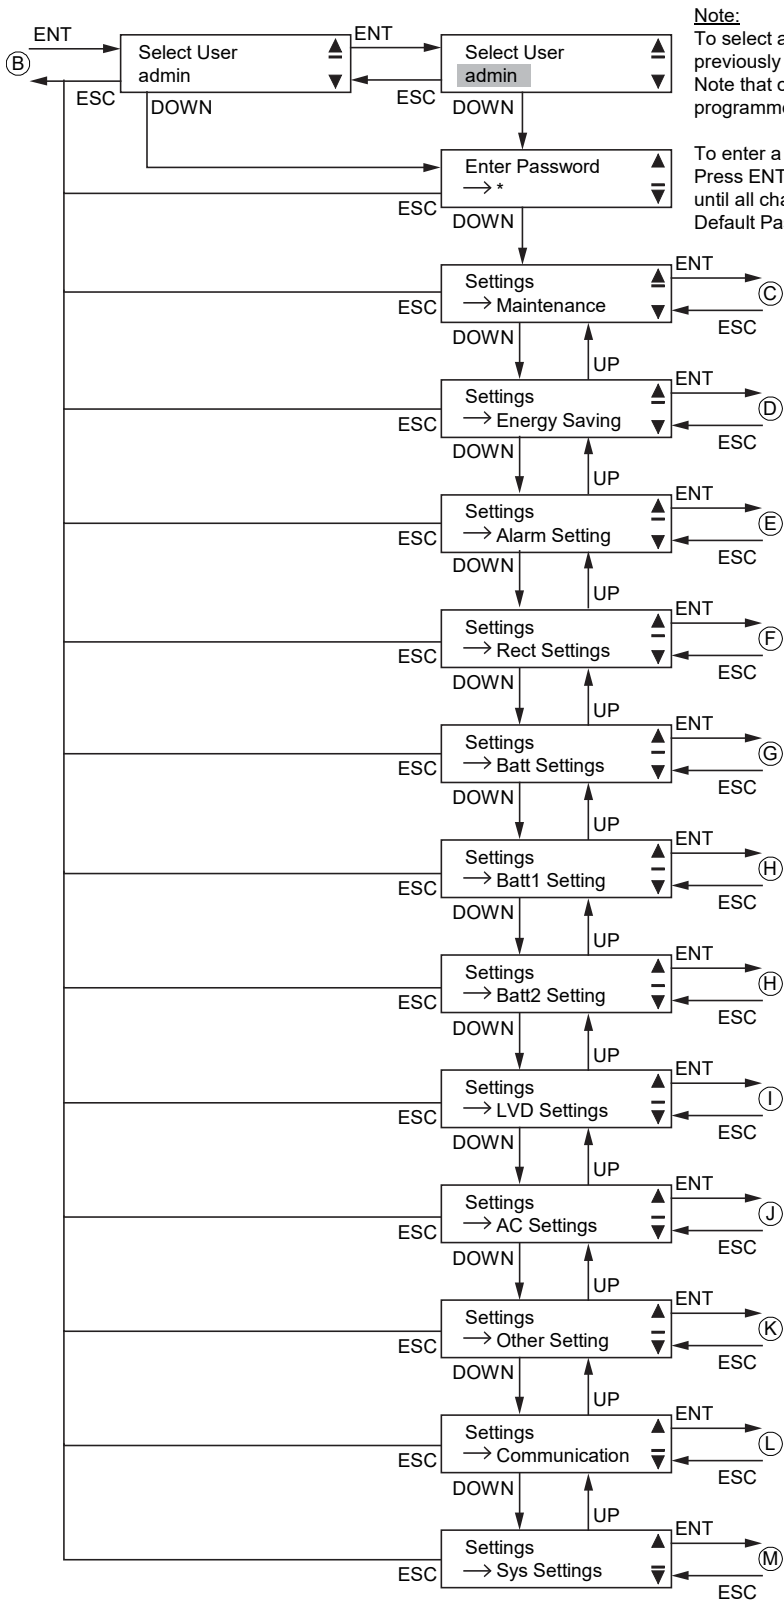 Note:
To select a
previously
Note that
programme
To enter a
Press ENT
until all cha
Default Pa
ENT
B
ESC
Select User
admin
DOWN
ENT
ESC
Select User
admin
DOWN
Enter Password
→ *
ESC
DOWN
Settings
→ Maintenance
ESC
ENT
C
ESC
DOWN
UP
Settings
→ Energy Saving
ESC
ENT
D
ESC
DOWN
UP
Settings
→ Alarm Setting
ESC
ENT
E
ESC
DOWN
UP
Settings
→ Rect Settings
ESC
ENT
F
ESC
DOWN
UP
Settings
→ Batt Settings
ESC
ENT
G
ESC
DOWN
UP
Settings
→ Batt1 Setting
ESC
ENT
H
ESC
DOWN
UP
Settings
→ Batt2 Setting
ESC
ENT
H
ESC
DOWN
UP
Settings
→ LVD Settings
ESC
ENT
I
ESC
DOWN
UP
Settings
→ AC Settings
ESC
ENT
J
ESC
DOWN
UP
Settings
→ Other Setting
ESC
ENT
K
ESC
DOWN
UP
Settings
→ Communication
ESC
ENT
L
ESC
DOWN
UP
Settings
→ Sys Settings
ESC
ENT
M
ESC